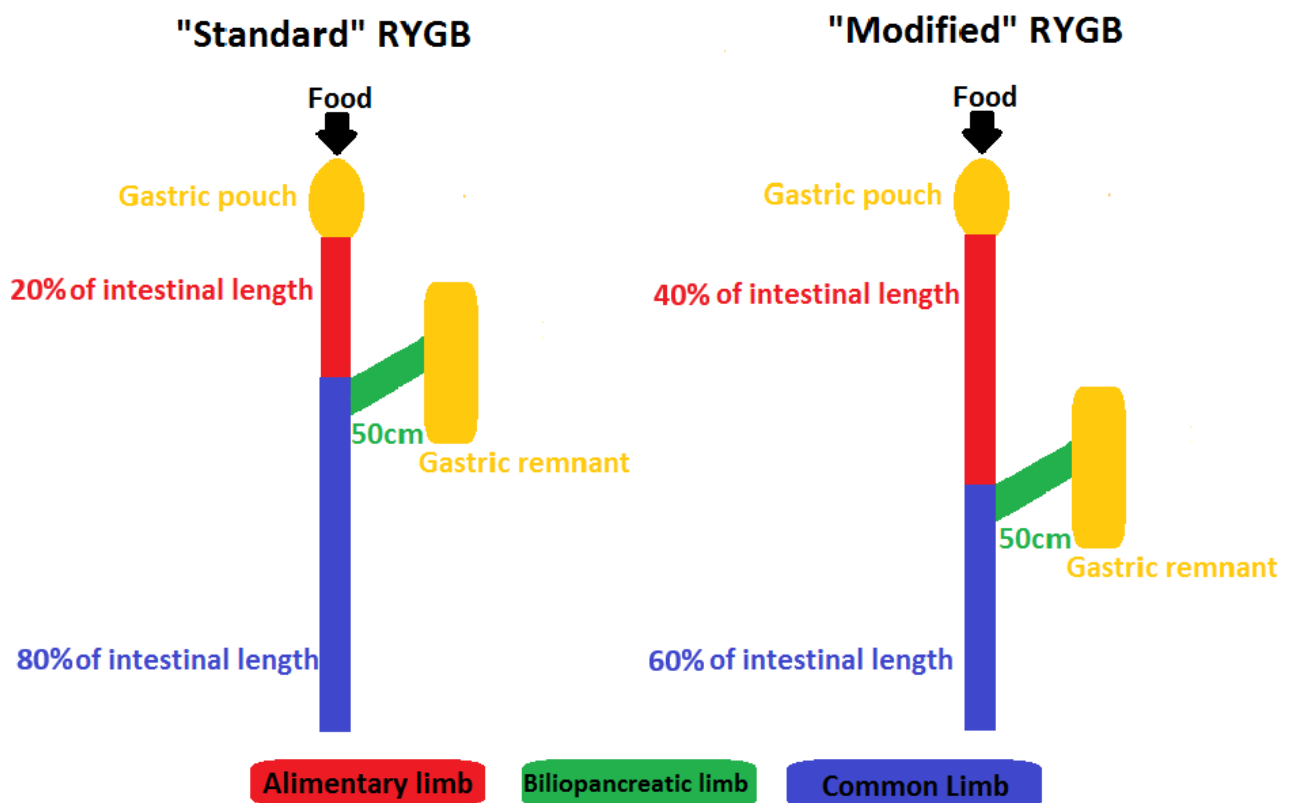 "Standard" RYGB
Food
Gastric pouch
20% of intestinal length
50cm
Gastric remnant
80% of intestinal length
"Modified" RYGB
Food
Gastric pouch
40% of intestinal length
50cm
Gastric remnant
60% of intestinal length
Alimentary limb
Biliopancreatic limb
Common Limb